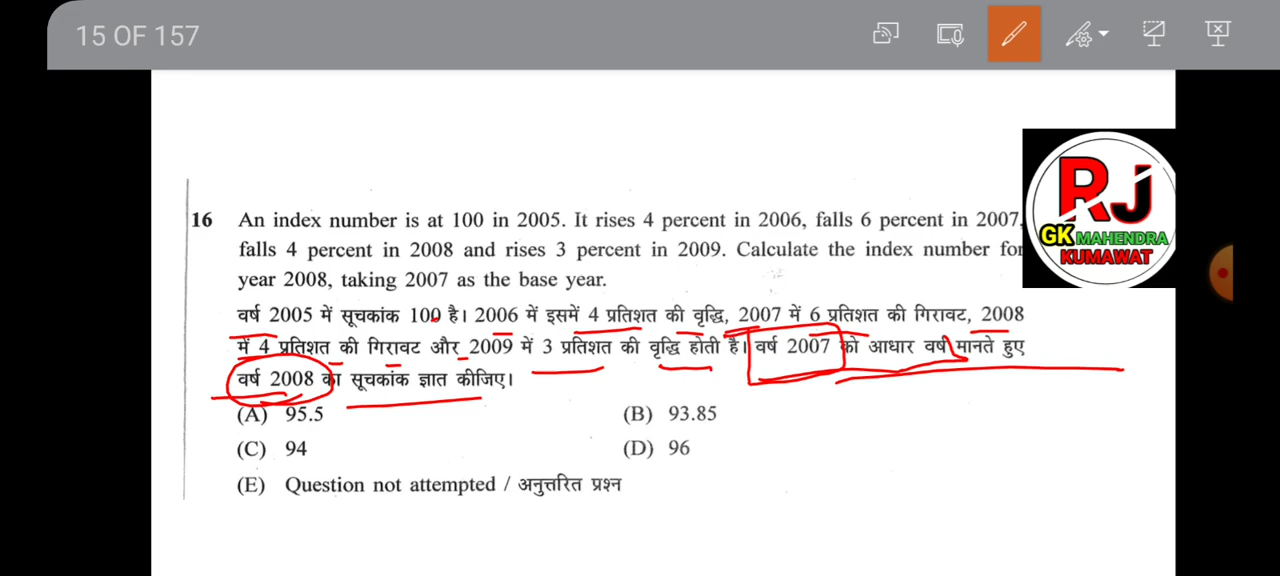 15 OF 157
RJ
GK MAHENDRA
KUMAWAT
16 An index number is at 100 in 2005. It rises 4 percent in 2006, falls 6 percent in 2007,
falls 4 percent in 2008 and rises 3 percent in 2009. Calculate the index number for
year 2008, taking 2007 as the base year.
वर्ष 2005 में सूचकांक 100 है। 2006 में इसमें 4 प्रतिशत की वृद्धि, 2007 में 6 प्रतिशत की गिरावट, 2008
में 4 प्रतिशत की गिरावट और 2009 में 3 प्रतिशत की वृद्धि होती है। वर्ष 2007 को आधार वर्ष मानते हुए
वर्ष 2008 का सूचकांक ज्ञात कीजिए।
(A) 95.5 (B) 93.85
(C) 94 (D) 96
(E) Question not attempted / अनुत्तरित प्रश्न